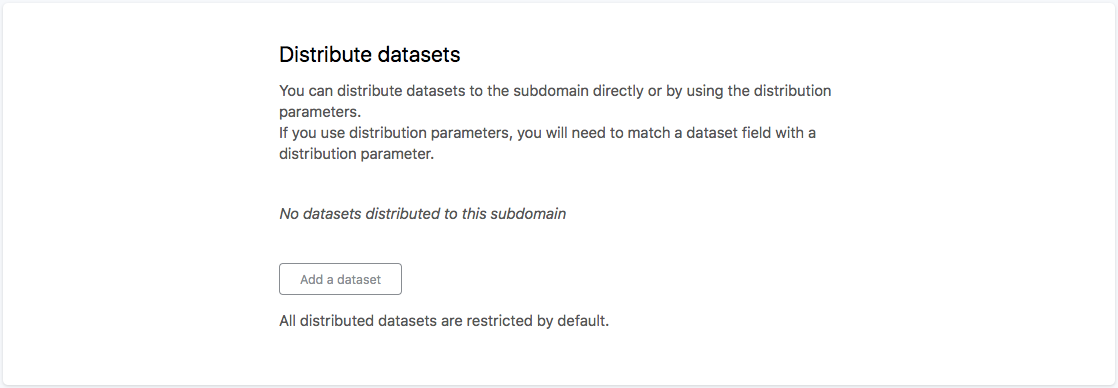 Distribute datasets
You can distribute datasets to the subdomain directly or by using the distribution
parameters.
If you use distribution parameters, you will need to match a dataset field with a
distribution parameter.
No datasets distributed to this subdomain
Add a dataset
All distributed datasets are restricted by default.